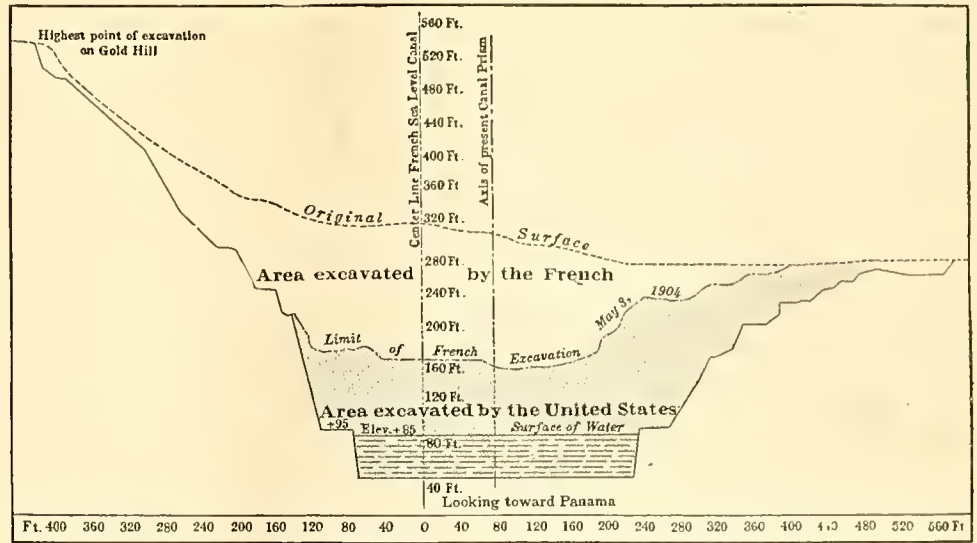 Highest point of excavation
on Gold Hill
Center Line French Sea Level Canal
560 Ft.
520 Ft.
480 Ft.
440 Ft.
400 Ft.
360 Ft.
320 Ft.
280 Ft.
240 Ft.
200 Ft.
160 Ft.
120 Ft.
80 Ft.
40 Ft.
Axis of present Canal Prism
Original Surface
Area excavated by the French
May 3, 1904
Limit of French Excavation
Area excavated by the United States
+95 Elev.+85 Surface of Water
Looking toward Panama
Ft. 400 360 320 280 240 200 160 120 80 40 0 40 80 120 160 200 240 280 320 360 400 480 520 560 Ft